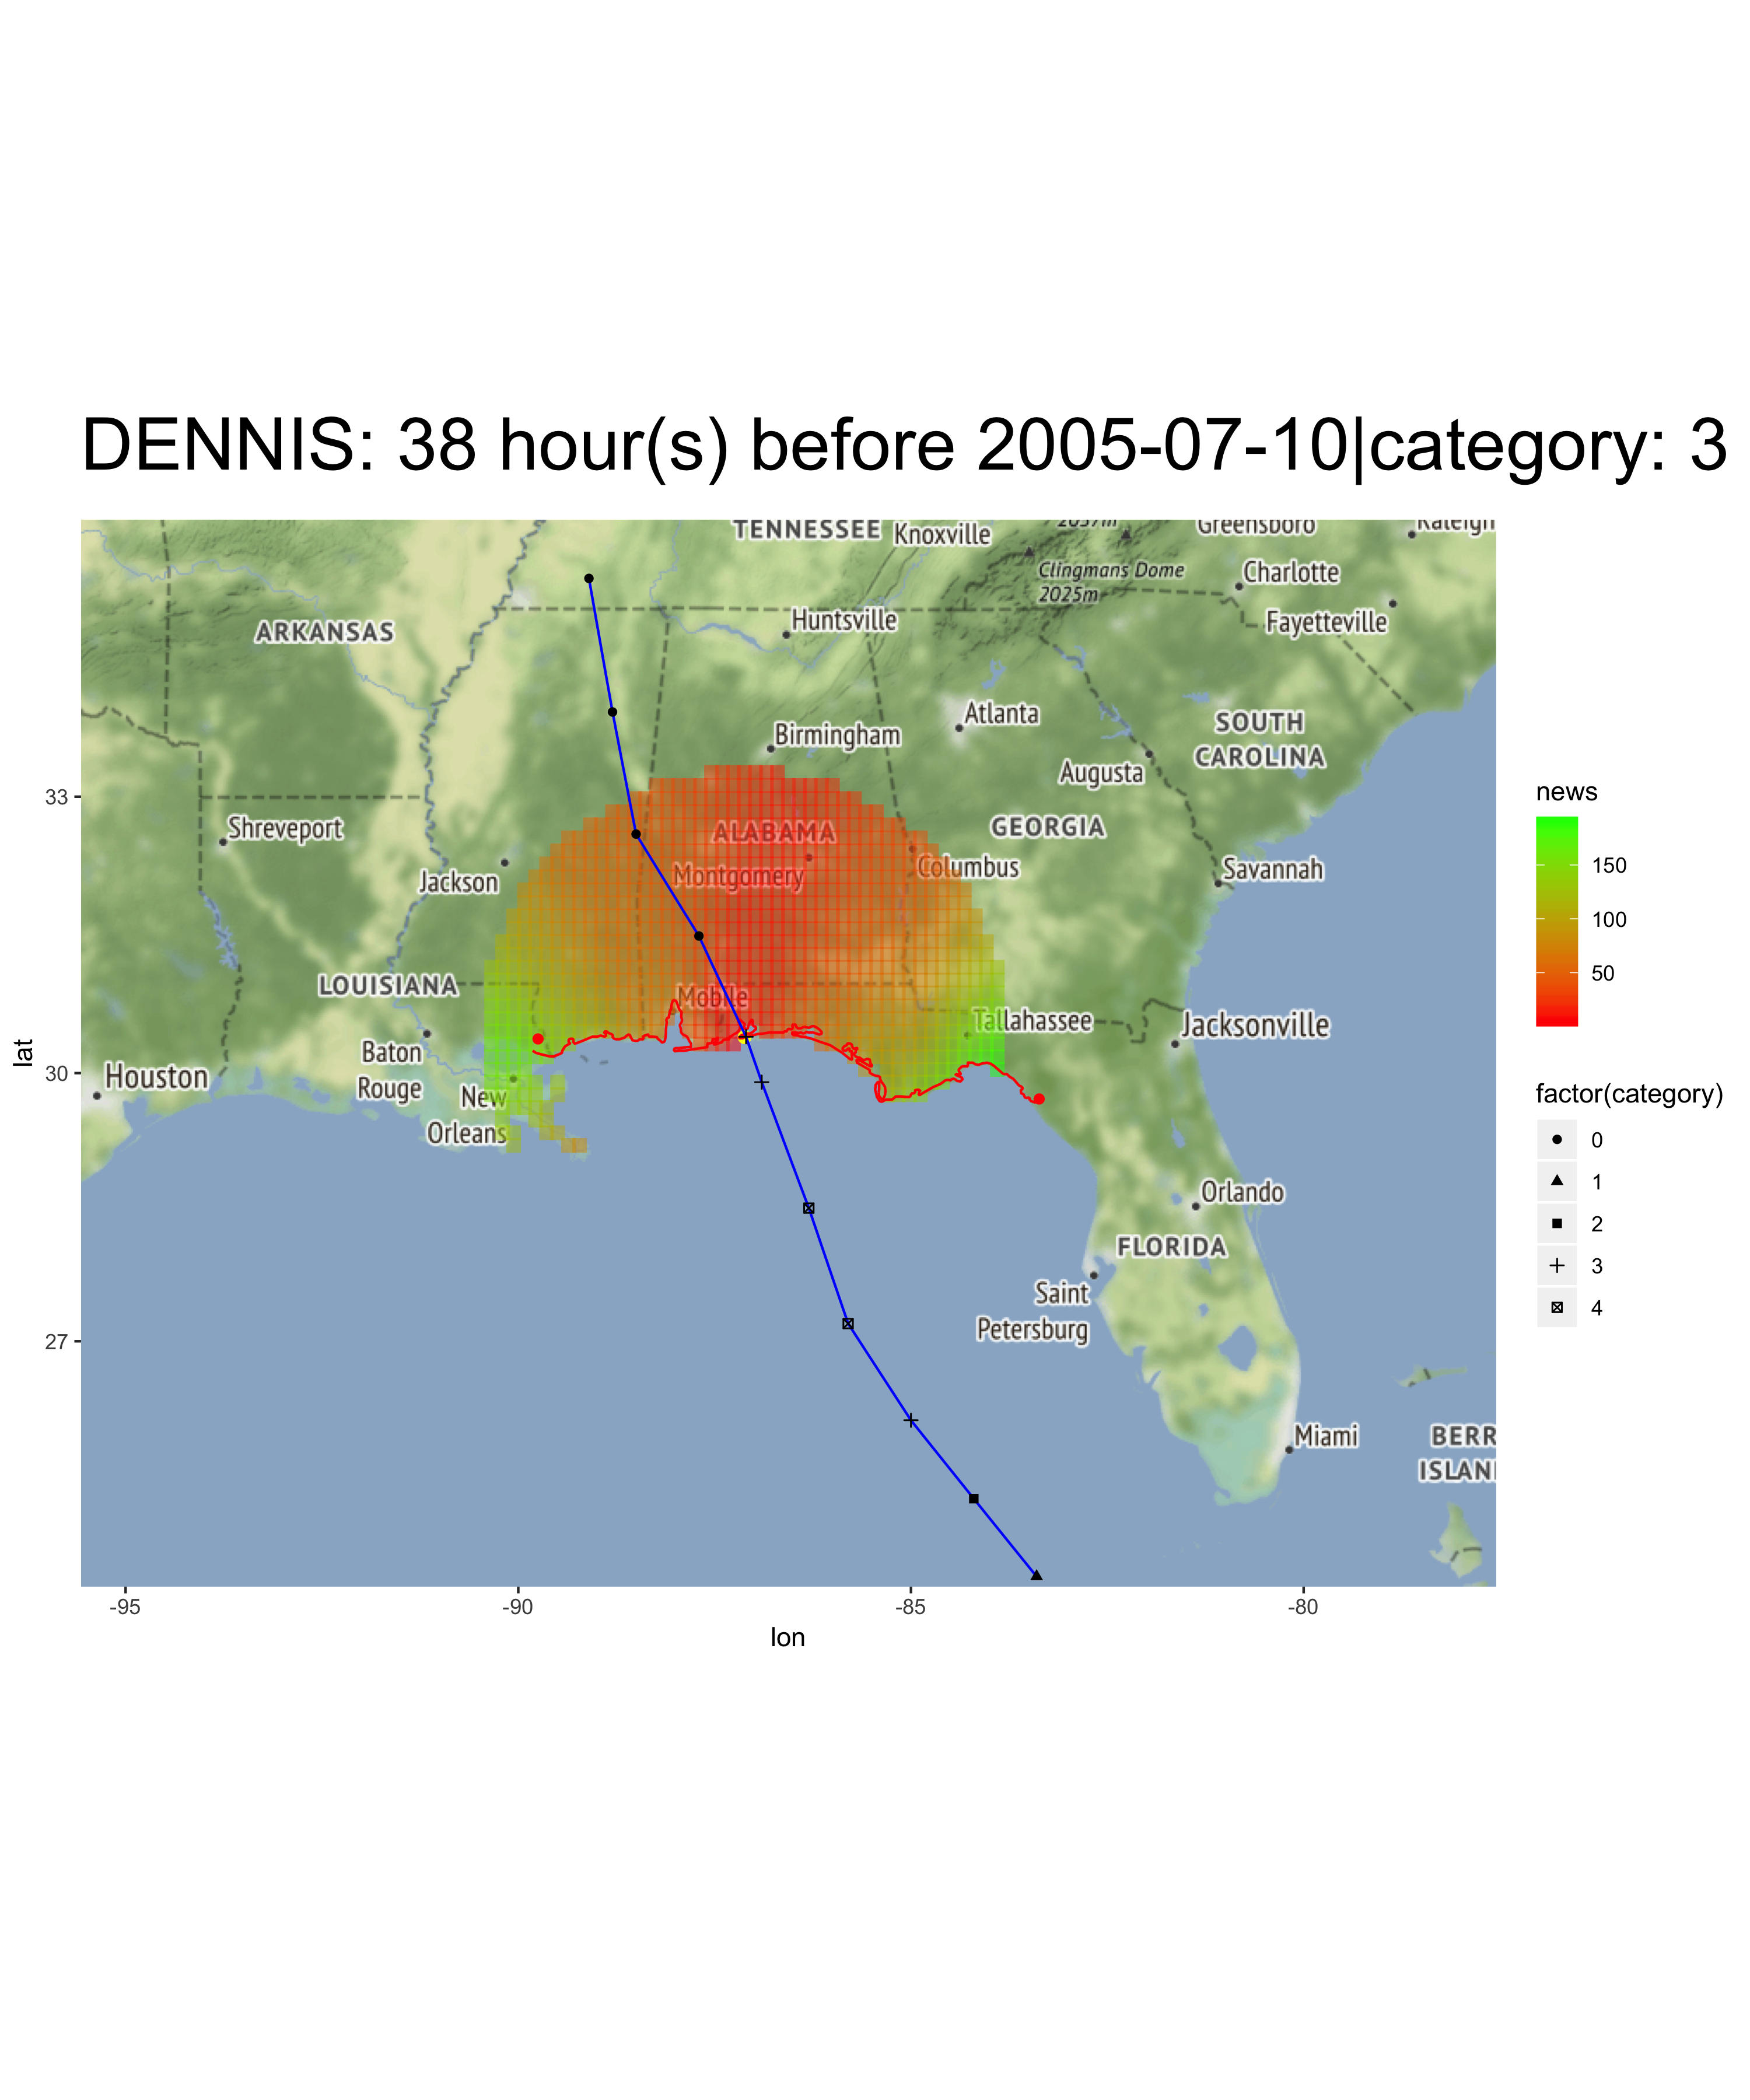 DENNIS: 38 hour(s) before 2005-07-10|category: 3
TENNESSEE
Knoxville
2037m
Greensboro
Raleigh
Clingmans Dome
2025m
Charlotte
Fayetteville
Huntsville
ARKANSAS
Atlanta
SOUTH
CAROLINA
Birmingham
Augusta
33
Shreveport
ALABAMA
GEORGIA
Jackson
Montgomery
Columbus
Savannah
LOUISIANA
Mobile
Tallahassee
Jacksonville
Baton
Rouge
Houston
30
New
Orleans
Orlando
FLORIDA
Saint
Petersburg
27
Miami
BERR
ISLAN
-95
-90
-85
-80
lon
lat
news
150
100
50
factor(category)
0
1
2
3
4